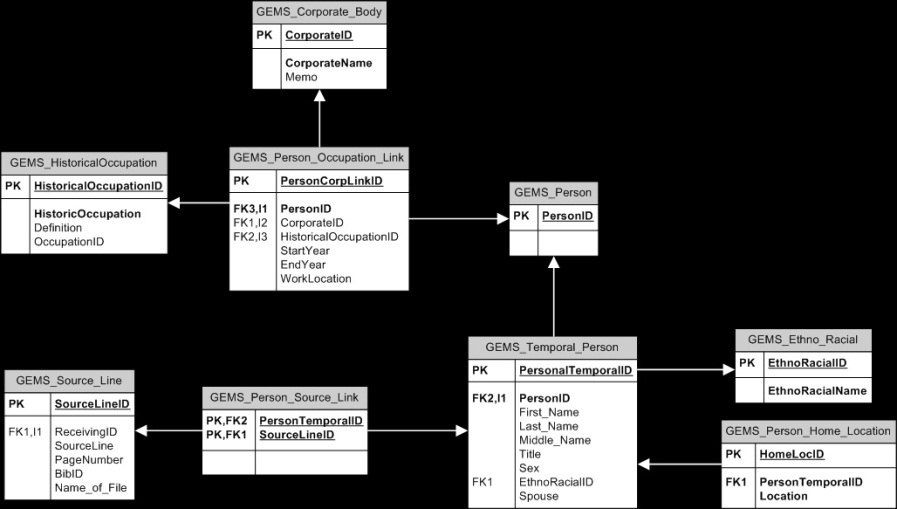 GEMS_Corporate_Body
PK CorporateID
CorporateName
Memo
GEMS_HistoricalOccupation
PK HistoricalOccupationID
HistoricOccupation
Definition
OccupationID
GEMS_Person_Occupation_Link
PK PersonCorpLinkID
FK3,I1 PersonID
FK1,I2 CorporateID
FK2,I3 HistoricalOccupationID
StartYear
EndYear
WorkLocation
GEMS_Person
PK PersonID
GEMS_Source_Line
PK SourceLineID
FK1,I1 ReceivingID
SourceLine
PageNumber
BibID
Name_of_File
GEMS_Person_Source_Link
PK,FK2 PersonTemporalID
PK,FK1 SourceLineID
GEMS_Temporal_Person
PK PersonalTemporalID
FK2,I1 PersonID
First_Name
Last_Name
Middle_Name
Title
Sex
FK1 EthnoRacialID
Spouse
GEMS_Ethno_Racial
PK EthnoRacialID
EthnoRacialName
GEMS_Person_Home_Location
PK HomeLocID
FK1 PersonTemporalID
Location